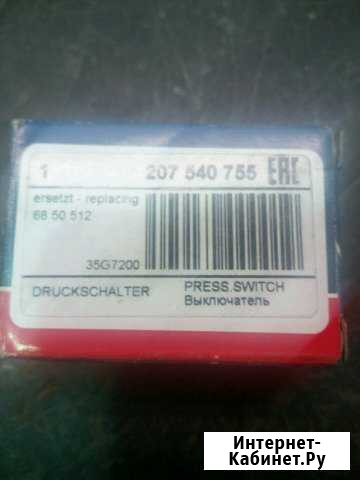 1 207 540 755 EAC
ersetzt - replacing
68 50 512
35G7200
DRUCKSCHALTER PRESS.SWITCH
Выключатель
Интернет-
Кабинет.Ру